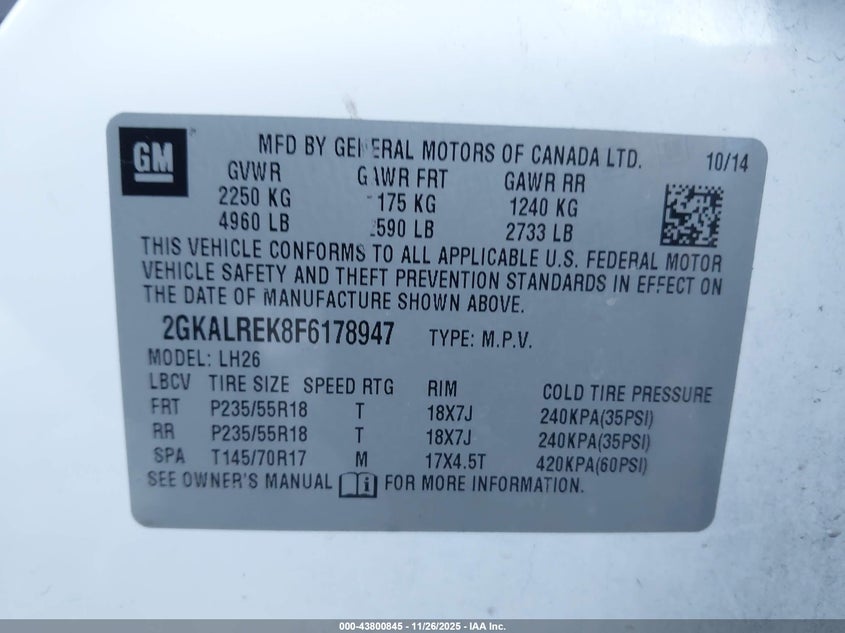 GM
MFD BY GENERAL MOTORS OF CANADA LTD. 10/14
GVWR GAWR FRT GAWR RR
2250 KG 175 KG 1240 KG
4960 LB 590 LB 2733 LB
THIS VEHICLE CONFORMS TO ALL APPLICABLE U.S. FEDERAL MOTOR
VEHICLE SAFETY AND THEFT PREVENTION STANDARDS IN EFFECT ON
THE DATE OF MANUFACTURE SHOWN ABOVE.
2GKALREK8F6178947 TYPE: M.P.V.
MODEL: LH26
LBCV TIRE SIZE SPEED RTG RIM COLD TIRE PRESSURE
FRT P235/55R18 T 18X7J 240KPA(35PSI)
RR P235/55R18 T 18X7J 240KPA(35PSI)
SPA T145/70R17 M 17X4.5T 420KPA(60PSI)
SEE OWNER'S MANUAL i FOR MORE INFORMATION.
000-43800845 - 11/26/2025 - IAA Inc.